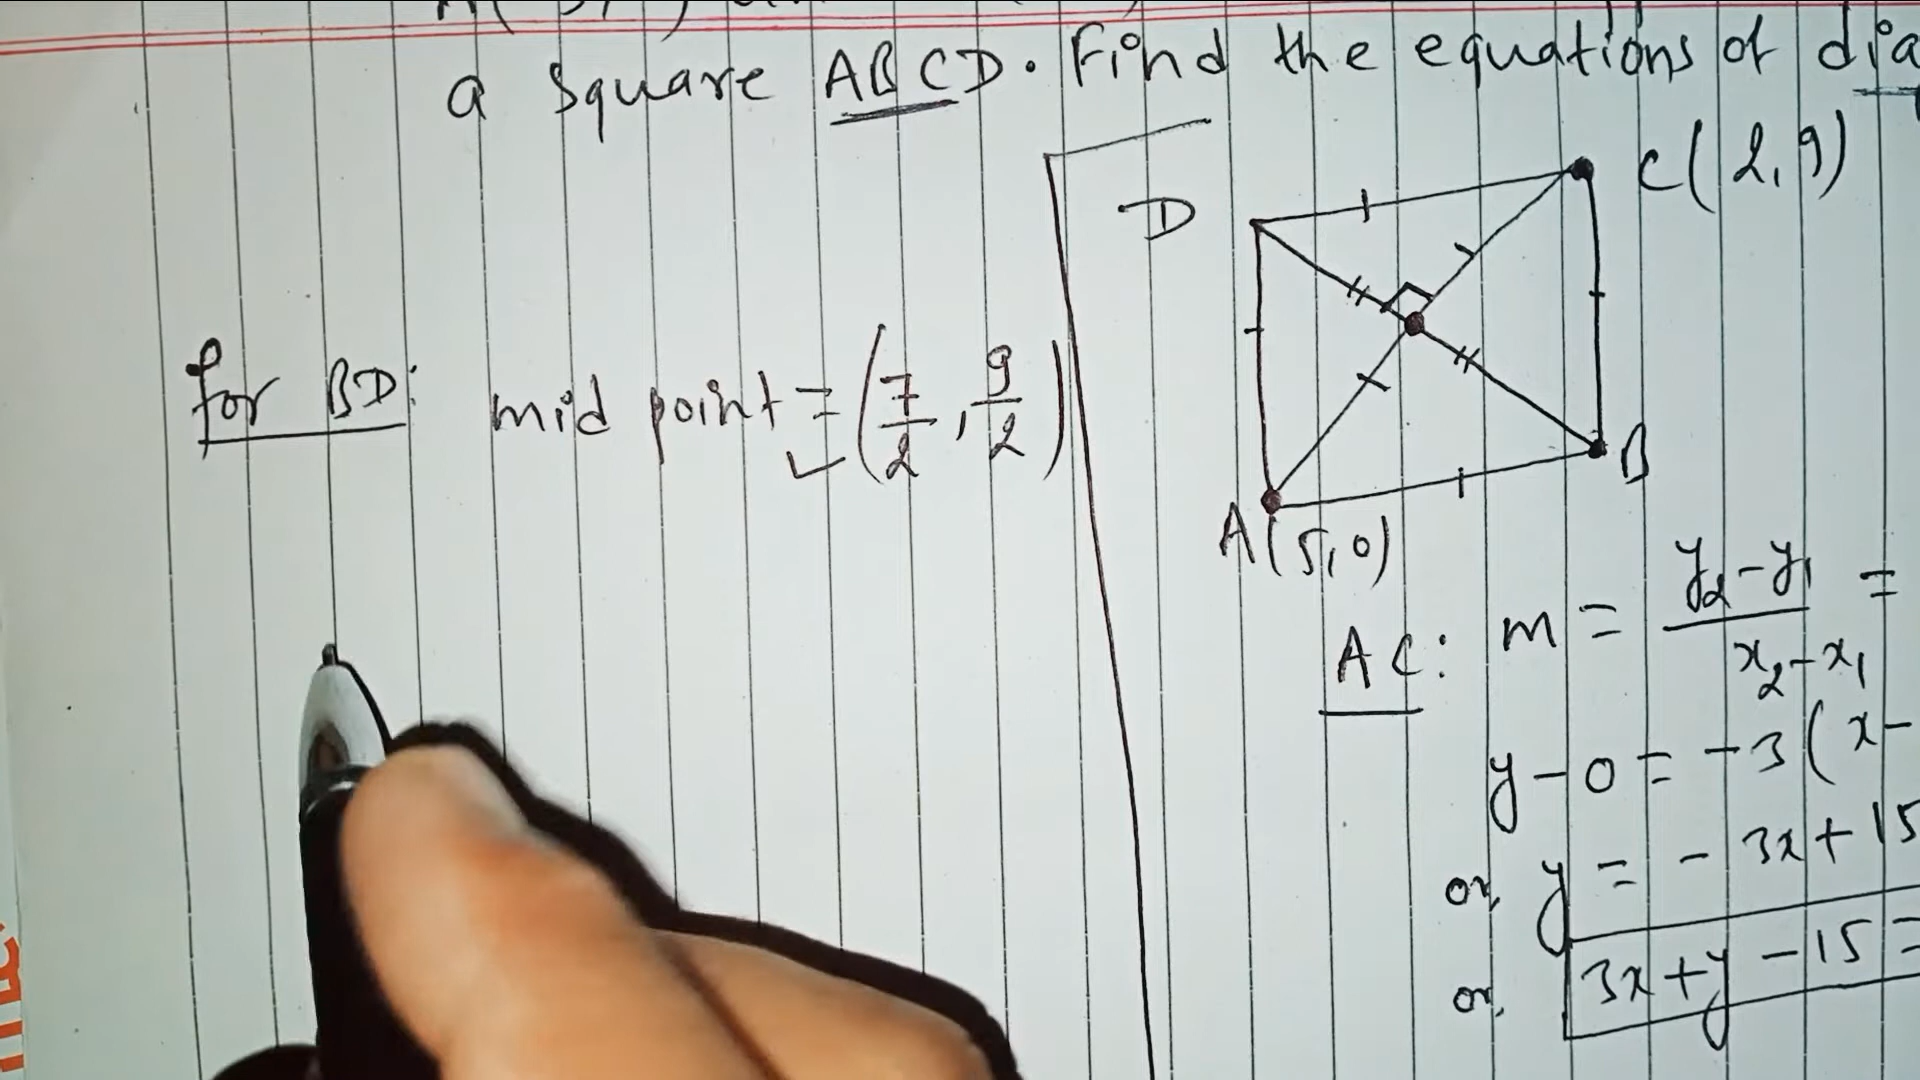 a square ABCD. Find the equations of dia
C(2,9)
D
for BD: mid point = (7/2, 9/2)
B
A(5,0)
AC: m = y₂-y₁/x₂-x₁ =
y-0 = -3(x-
or, y = -3x+15
or, 3x+y-15=